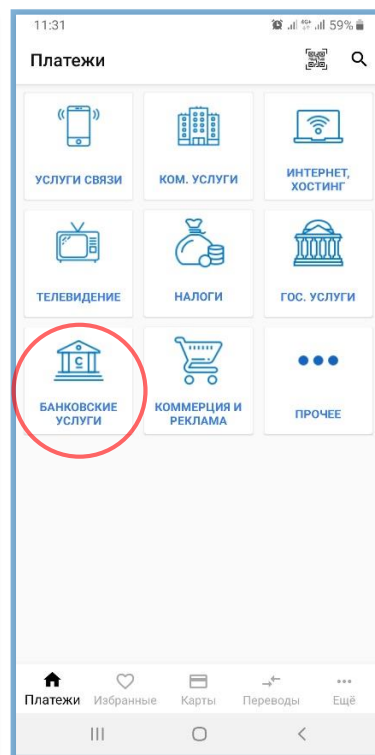 11:31
59%
Платежи
УСЛУГИ СВЯЗИ
КОМ. УСЛУГИ
ИНТЕРНЕТ,
ХОСТИНГ
ТЕЛЕВИДЕНИЕ
НАЛОГИ
ГОС. УСЛУГИ
БАНКОВСКИЕ
УСЛУГИ
КОММЕРЦИЯ И
РЕКЛАМА
ПРОЧЕЕ
Платежи Избранные Карты Переводы Ещё